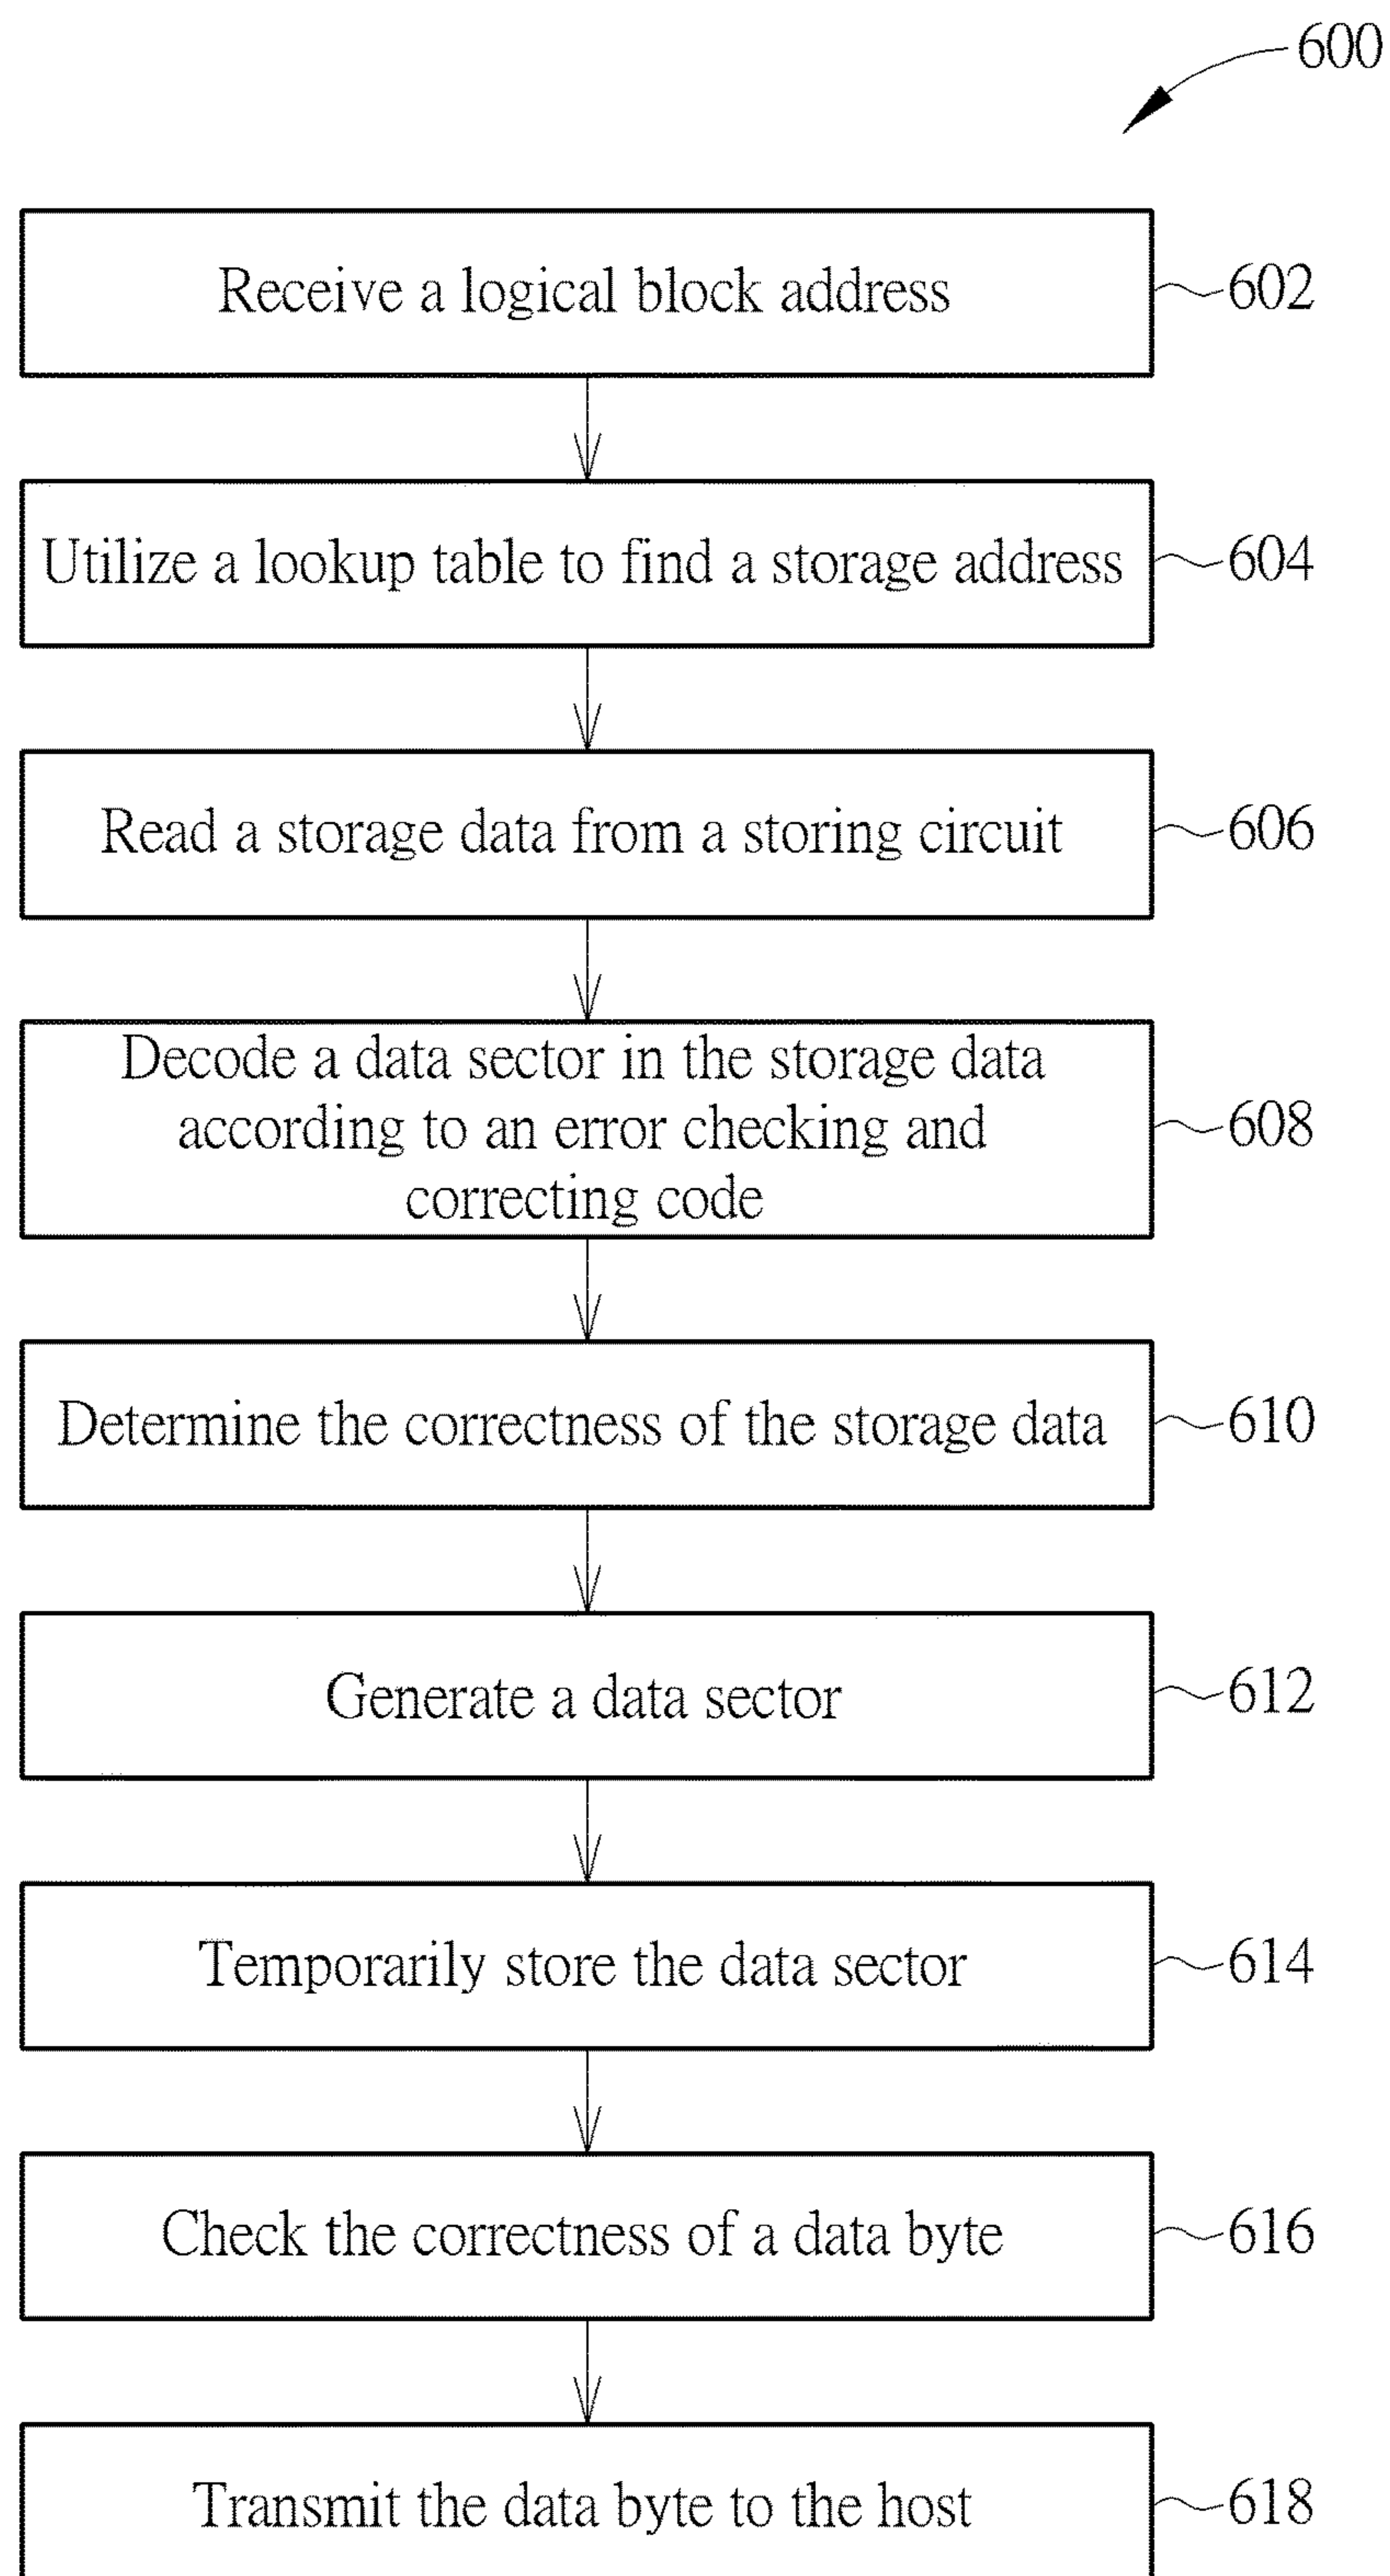 600
Receive a logical block address
602
Utilize a lookup table to find a storage address
604
Read a storage data from a storing circuit
606
Decode a data sector in the storage data
according to an error checking and
correcting code
608
Determine the correctness of the storage data
610
Generate a data sector
612
Temporarily store the data sector
614
Check the correctness of a data byte
616
Transmit the data byte to the host
618